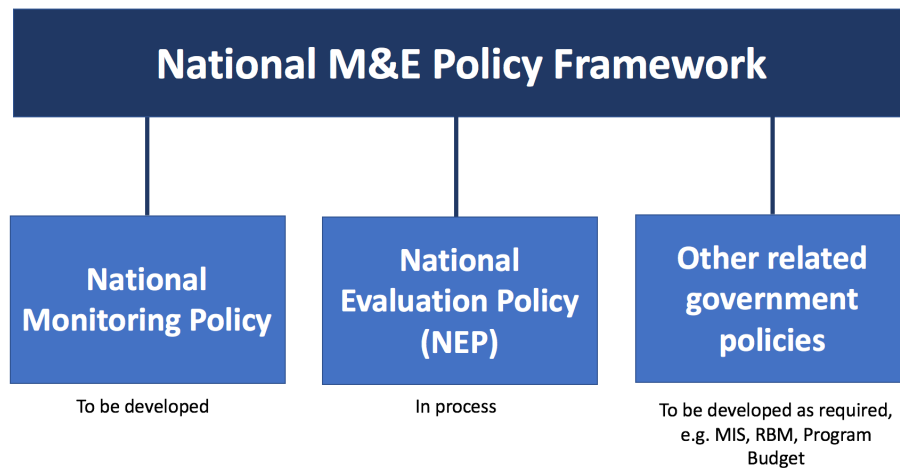 National M&E Policy Framework
National
Monitoring Policy
To be developed
National
Evaluation Policy
(NEP)
In process
Other related
government
policies
To be developed as required,
e.g. MIS, RBM, Program
Budget